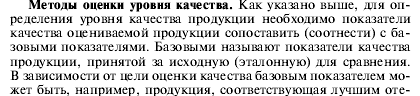 Методы оценки уровня качества. Как указано выше, для оп-
ределения уровня качества продукции необходимо показатели
качества оцениваемой продукции сопоставить (соотнести) с ба-
зовыми показателями. Базовыми называют показатели качества
продукции, принятой за исходную (эталонную) для сравнения.
В зависимости от цели оценки качества базовым показателем мо-
жет быть, например, продукция, соответствующая лучшим оте-